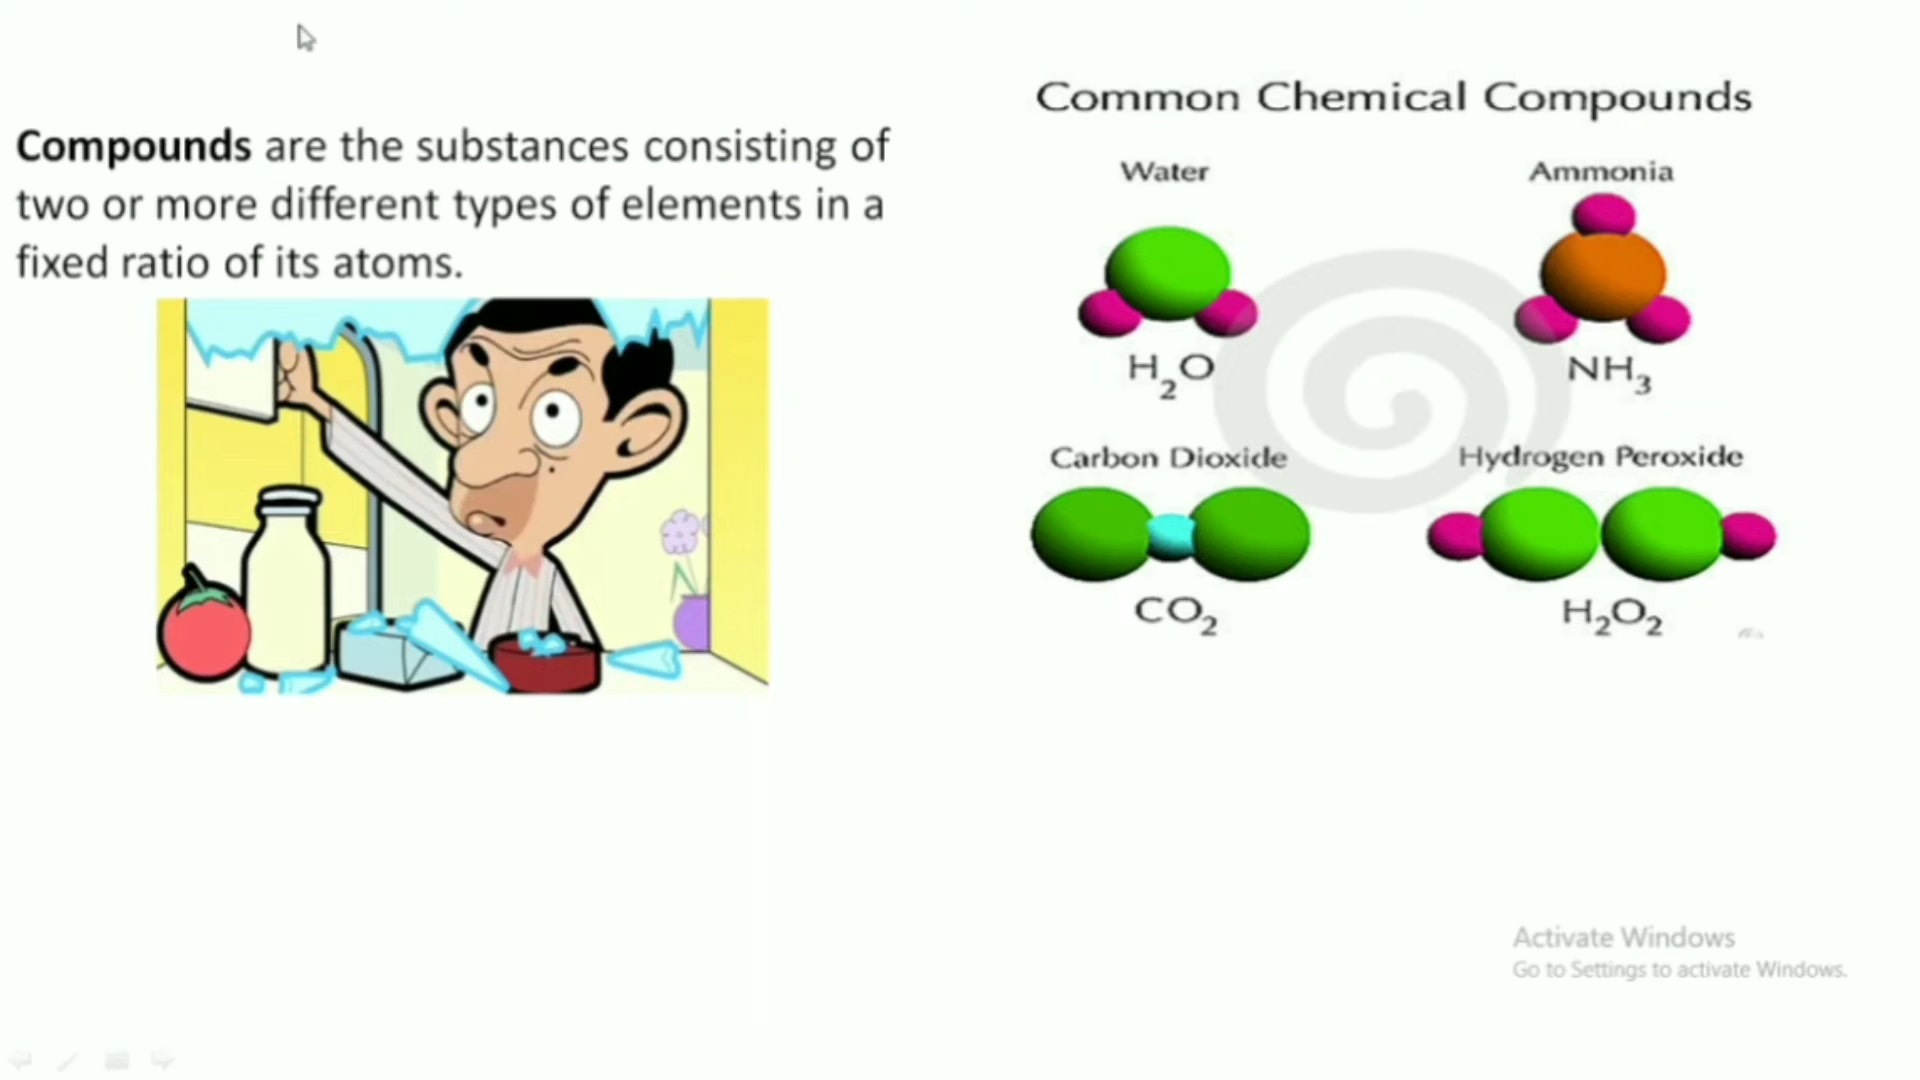 Compounds are the substances consisting of
two or more different types of elements in a
fixed ratio of its atoms.
Common Chemical Compounds
Water
Ammonia
H₂O
NH₃
Carbon Dioxide
Hydrogen Peroxide
CO₂
H₂O₂
Activate Windows
Go to Settings to activate Windows.